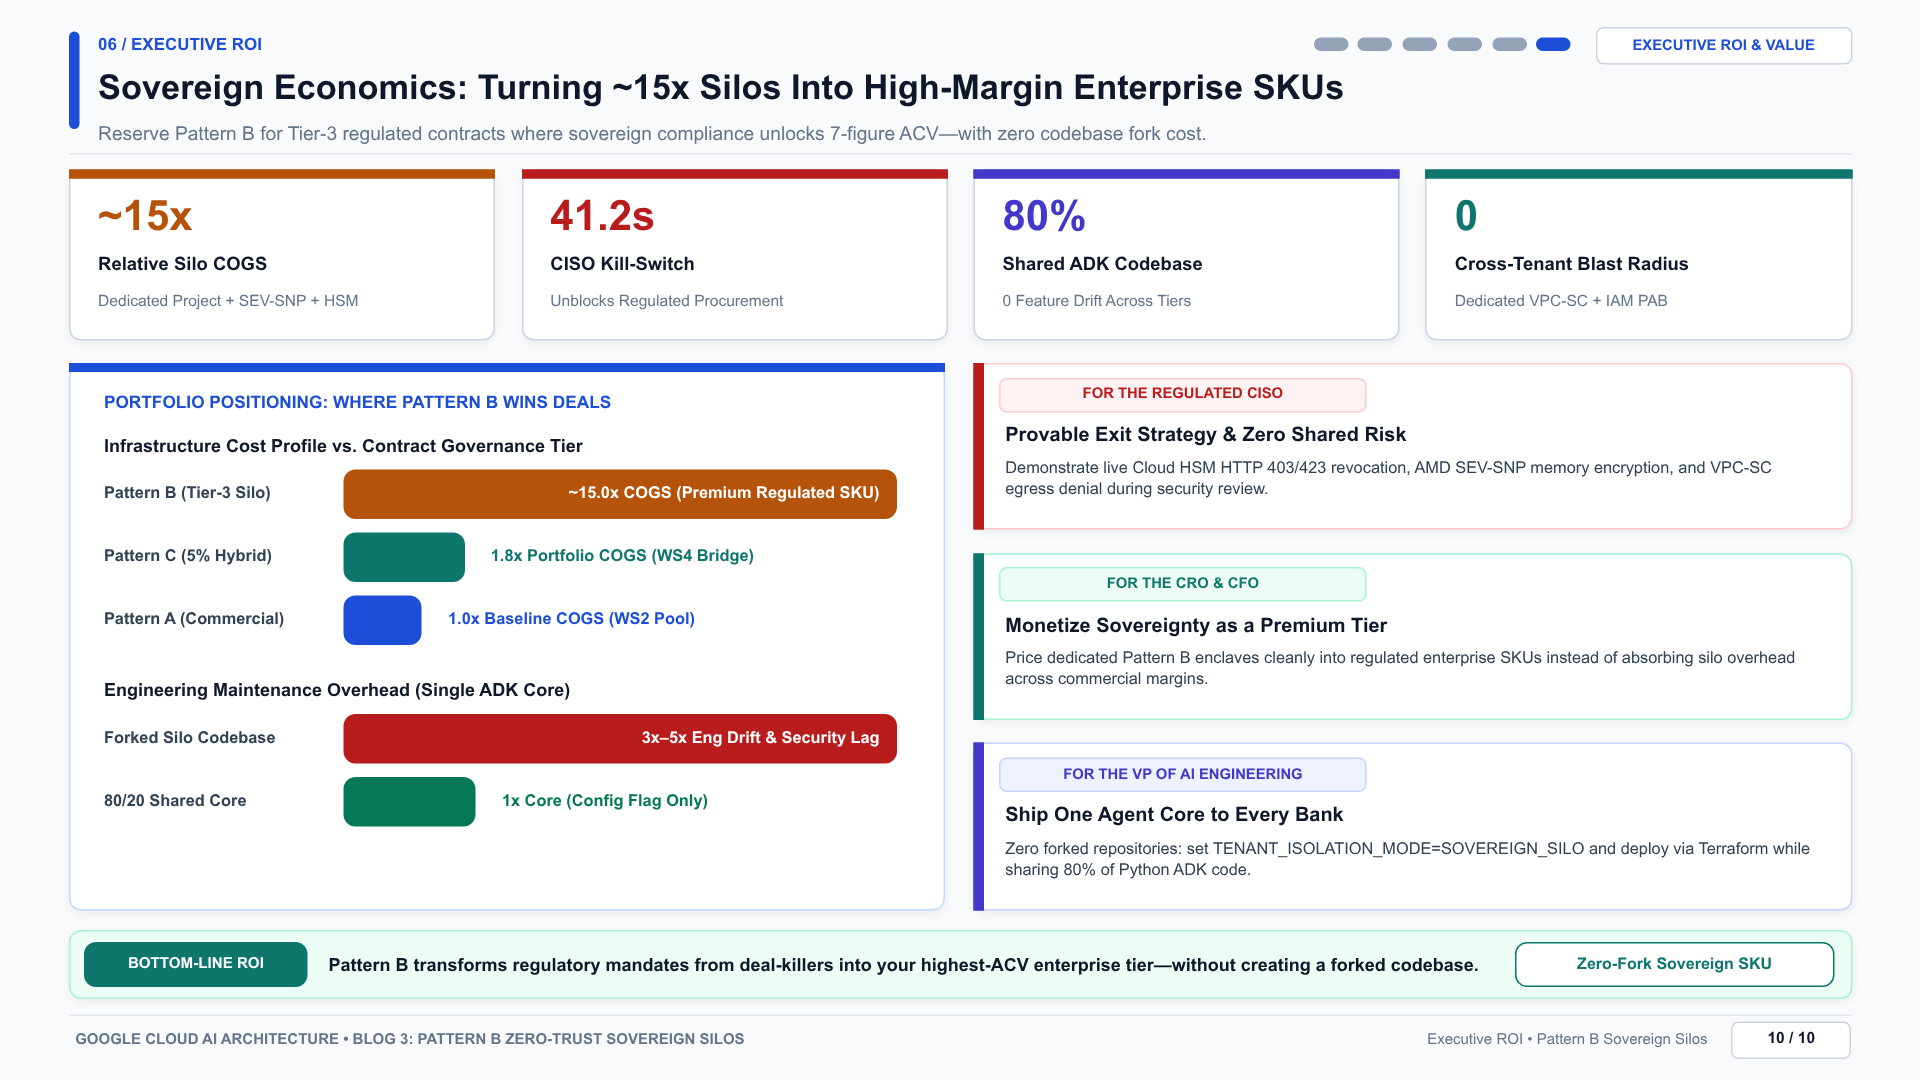 06 / EXECUTIVE ROI
EXECUTIVE ROI & VALUE
Sovereign Economics: Turning ~15x Silos Into High-Margin Enterprise SKUs
Reserve Pattern B for Tier-3 regulated contracts where sovereign compliance unlocks 7-figure ACV—with zero codebase fork cost.
~15x
Relative Silo COGS
Dedicated Project + SEV-SNP + HSM
41.2s
CISO Kill-Switch
Unblocks Regulated Procurement
80%
Shared ADK Codebase
0 Feature Drift Across Tiers
0
Cross-Tenant Blast Radius
Dedicated VPC-SC + IAM PAB
PORTFOLIO POSITIONING: WHERE PATTERN B WINS DEALS
Infrastructure Cost Profile vs. Contract Governance Tier
Pattern B (Tier-3 Silo)
~15.0x COGS (Premium Regulated SKU)
Pattern C (5% Hybrid)
1.8x Portfolio COGS (WS4 Bridge)
Pattern A (Commercial)
1.0x Baseline COGS (WS2 Pool)
Engineering Maintenance Overhead (Single ADK Core)
Forked Silo Codebase
3x–5x Eng Drift & Security Lag
80/20 Shared Core
1x Core (Config Flag Only)
FOR THE REGULATED CISO
Provable Exit Strategy & Zero Shared Risk
Demonstrate live Cloud HSM HTTP 403/423 revocation, AMD SEV-SNP memory encryption, and VPC-SC
egress denial during security review.
FOR THE CRO & CFO
Monetize Sovereignty as a Premium Tier
Price dedicated Pattern B enclaves cleanly into regulated enterprise SKUs instead of absorbing silo overhead
across commercial margins.
FOR THE VP OF AI ENGINEERING
Ship One Agent Core to Every Bank
Zero forked repositories: set TENANT_ISOLATION_MODE=SOVEREIGN_SILO and deploy via Terraform while
sharing 80% of Python ADK code.
BOTTOM-LINE ROI
Pattern B transforms regulatory mandates from deal-killers into your highest-ACV enterprise tier—without creating a forked codebase.
Zero-Fork Sovereign SKU
GOOGLE CLOUD AI ARCHITECTURE • BLOG 3: PATTERN B ZERO-TRUST SOVEREIGN SILOS
Executive ROI • Pattern B Sovereign Silos
10 / 10